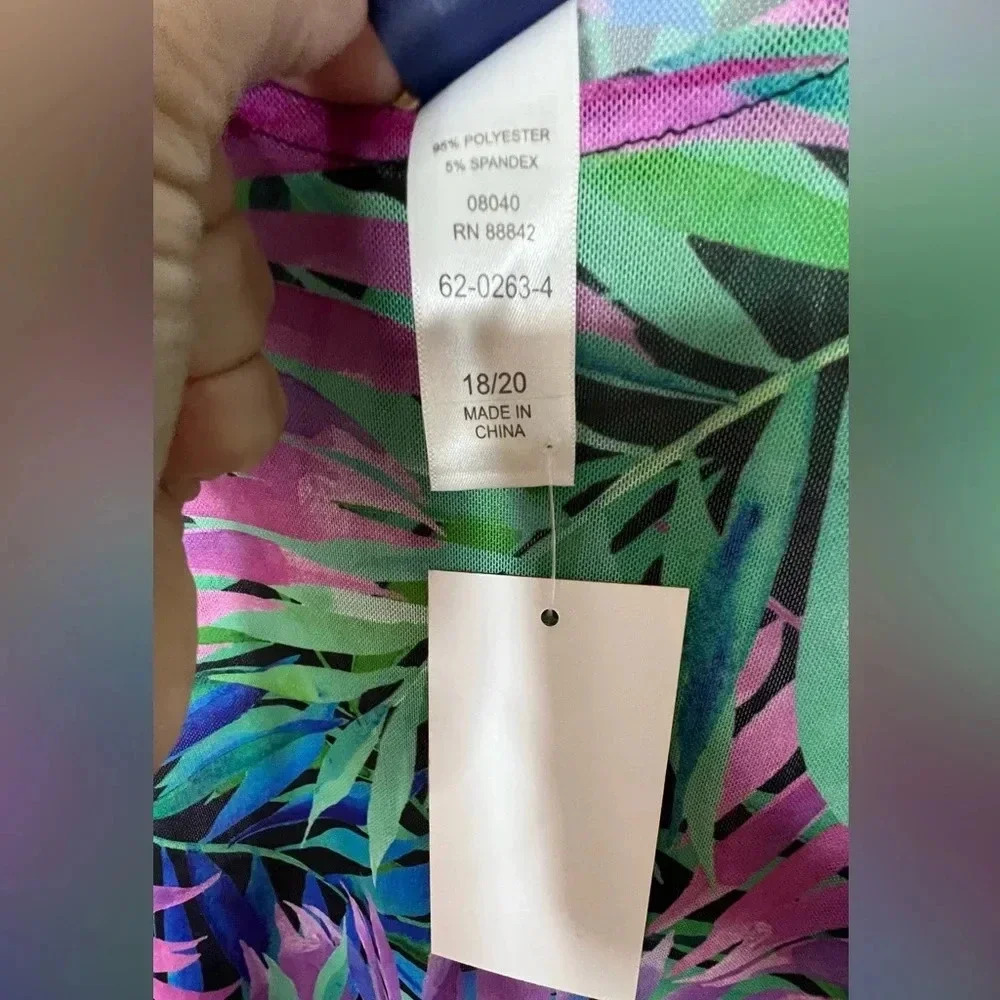 95% POLYESTER
5% SPANDEX
08040
RN 88842
62-0263-4
18/20
MADE IN
CHINA